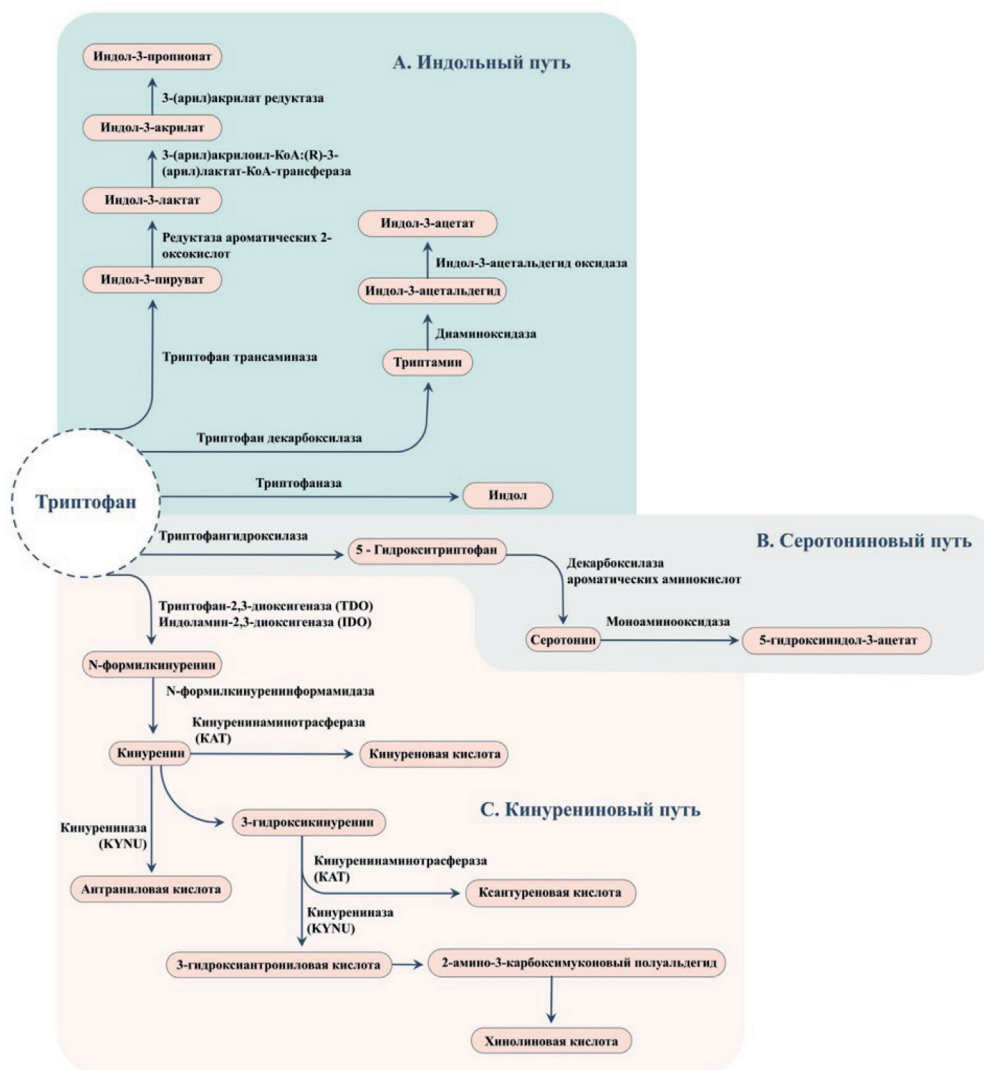 А. Индольный путь
Индол-3-пропионат
3-(арил)акрилат редуктаза
Индол-3-акрилат
3-(арил)акрилоил-КоА:(R)-3-
(арил)лактат-КоА-трансфераза
Индол-3-лактат
Редуктаза ароматических 2-
оксокислот
Индол-3-пируват
Триптофан трансаминаза
Индол-3-ацетат
Индол-3-ацетальдегид оксидаза
Индол-3-ацетальдегид
Диаминоксидаза
Триптамин
Триптофан декарбоксилаза
Триптофан
Триптофаназа
Индол
В. Серотониновый путь
Триптофангидроксилаза
5 - Гидрокситриптофан
Декарбоксилаза
ароматических аминокислот
Серотонин
Моноаминооксидаза
5-гидроксииндол-3-ацетат
Триптофан-2,3-диоксигеназа (TDO)
Индоламин-2,3-диоксигеназа (IDO)
N-формилкинуренин
N-формилкинуренинформамидаза
Кинуренин
Кинуренинаминотрасфераза
(КАТ)
Кинуреновая кислота
С. Кинурениновый путь
Кинурениназа
(KYNU)
Антраниловая кислота
3-гидроксикинуренин
Кинуренинаминотрасфераза
(КАТ)
Ксантуреновая кислота
Кинурениназа
(KYNU)
3-гидроксиантрониловая кислота
2-амино-3-карбоксимуконовый полуальдегид
Хинолиновая кислота